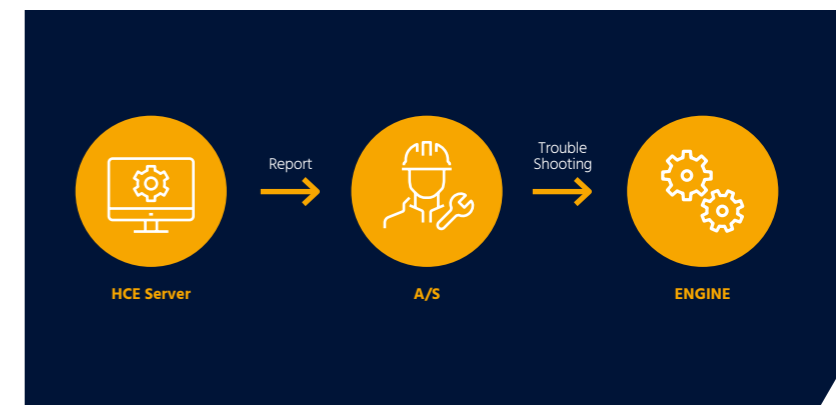 Report
Trouble
Shooting
HCE Server
A/S
ENGINE